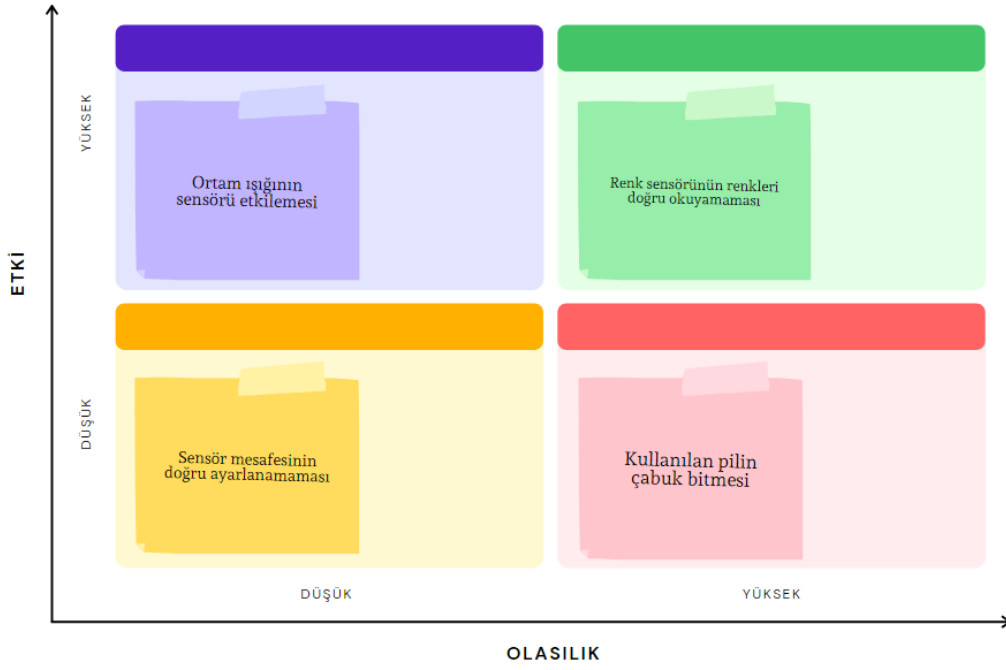 ETKİ
YÜKSEK
Ortam ışığının
sensörü etkilemesi
Renk sensörünün renkleri
doğru okuyamaması
DÜŞÜK
Sensör mesafesinin
doğru ayarlanamaması
Kullanılan pilin
çabuk bitmesi
DÜŞÜK
YÜKSEK
OLASILIK